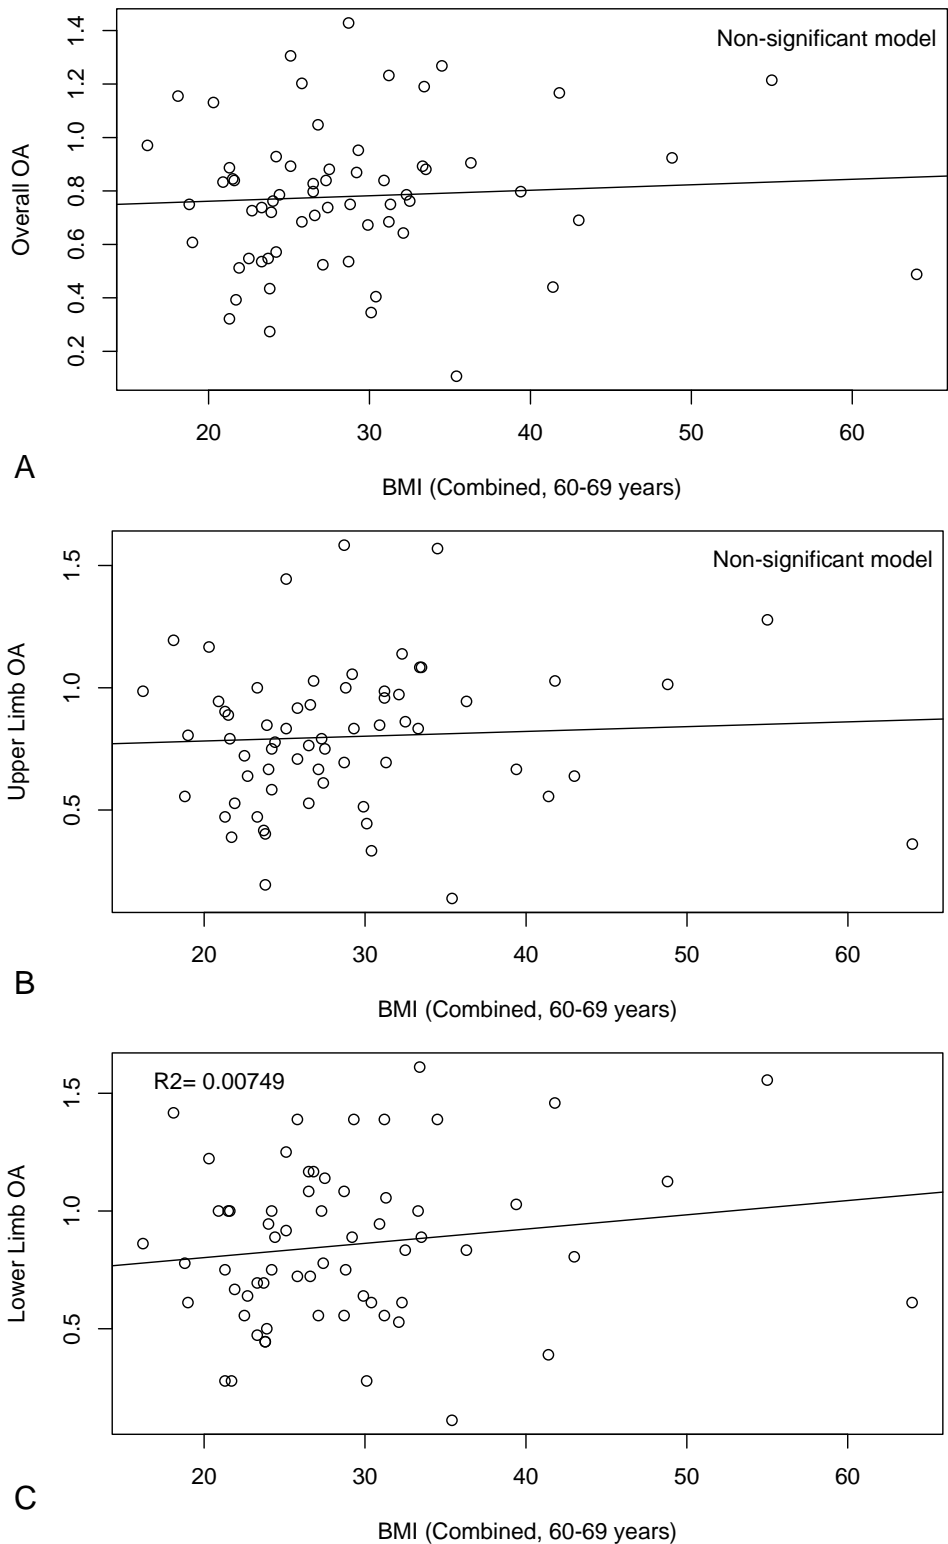 Non-significant model
Overall OA
0.2 0.4 0.6 0.8 1.0 1.2 1.4
20 30 40 50 60
A
BMI (Combined, 60-69 years)
Non-significant model
Upper Limb OA
0.5 1.0 1.5
20 30 40 50 60
B
BMI (Combined, 60-69 years)
R2= 0.00749
Lower Limb OA
0.5 1.0 1.5
20 30 40 50 60
C
BMI (Combined, 60-69 years)